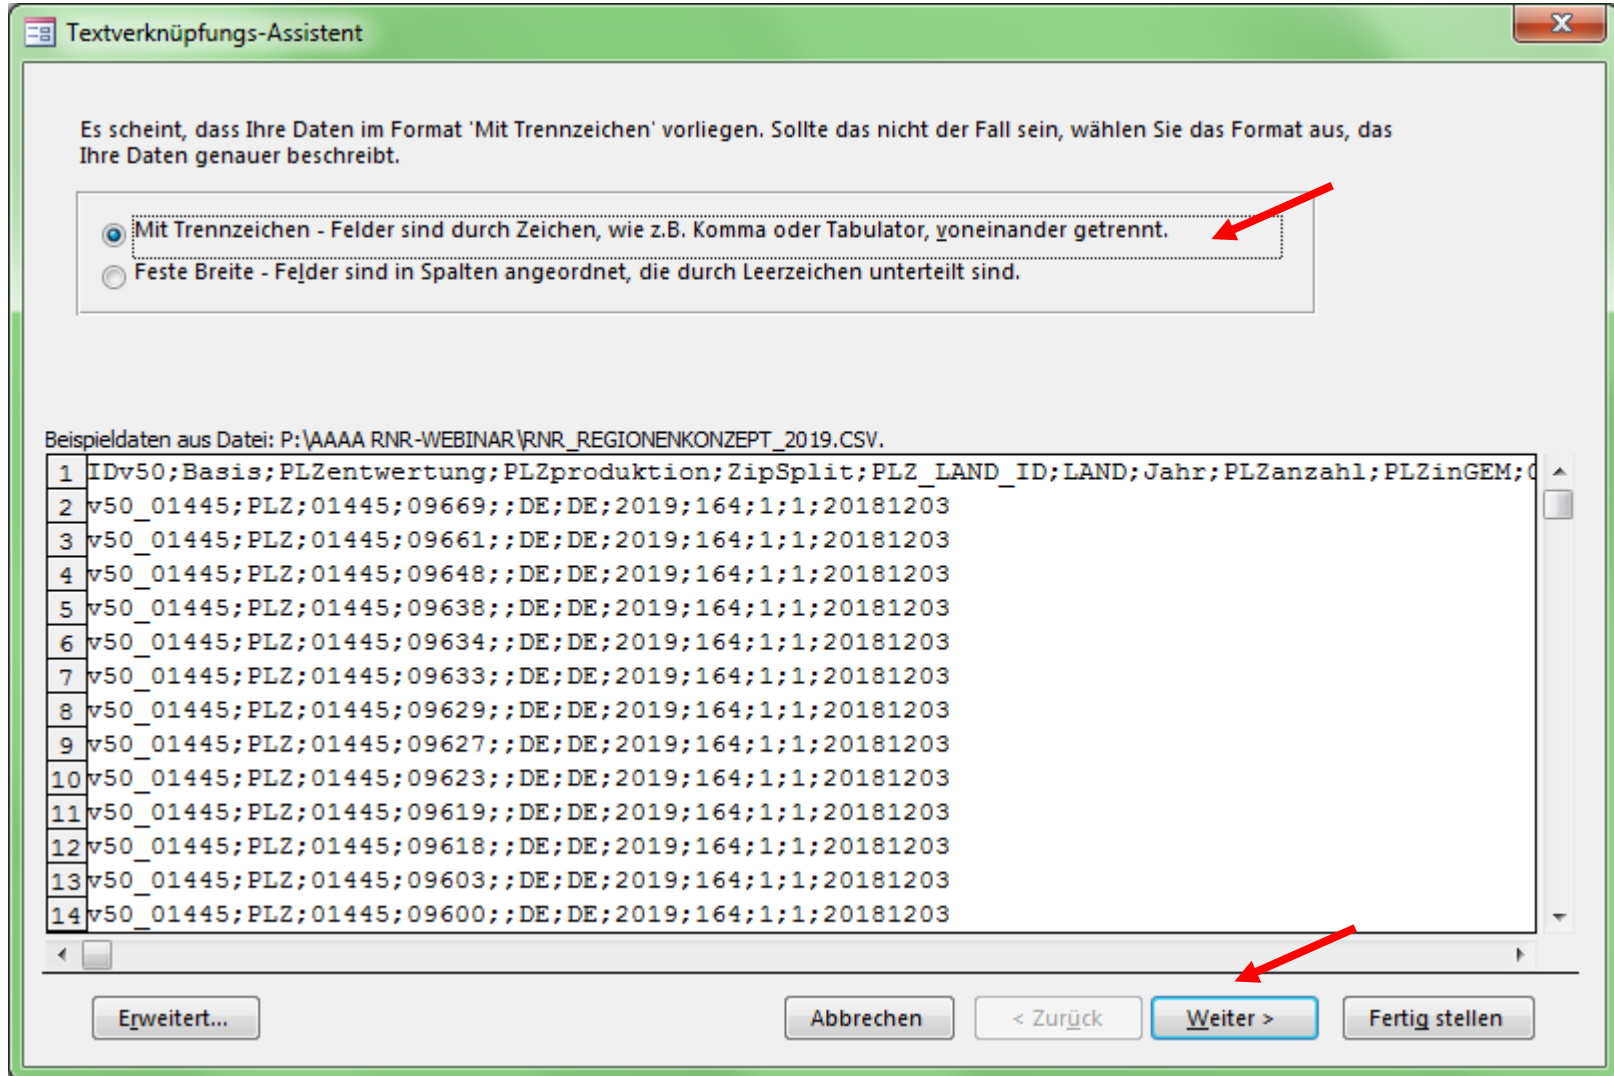 Textverknüpfungs-Assistent
Es scheint, dass Ihre Daten im Format 'Mit Trennzeichen' vorliegen. Sollte das nicht der Fall sein, wählen Sie das Format aus, das
Ihre Daten genauer beschreibt.
Mit Trennzeichen - Felder sind durch Zeichen, wie z.B. Komma oder Tabulator, voneinander getrennt.
Feste Breite - Felder sind in Spalten angeordnet, die durch Leerzeichen unterteilt sind.
Beispieldaten aus Datei: P:\AAAA RNR-WEBINAR\RNR_REGIONENKONZEPT_2019.CSV.
1 IDv50;Basis;PLZentwertung;PLZproduktion;ZipSplit;PLZ_LAND_ID;LAND;Jahr;PLZanzahl;PLZinGEM;
2 v50_01445;PLZ;01445;09669;;DE;DE;2019;164;1;1;20181203
3 v50_01445;PLZ;01445;09661;;DE;DE;2019;164;1;1;20181203
4 v50_01445;PLZ;01445;09648;;DE;DE;2019;164;1;1;20181203
5 v50_01445;PLZ;01445;09638;;DE;DE;2019;164;1;1;20181203
6 v50_01445;PLZ;01445;09634;;DE;DE;2019;164;1;1;20181203
7 v50_01445;PLZ;01445;09633;;DE;DE;2019;164;1;1;20181203
8 v50_01445;PLZ;01445;09629;;DE;DE;2019;164;1;1;20181203
9 v50_01445;PLZ;01445;09627;;DE;DE;2019;164;1;1;20181203
10 v50_01445;PLZ;01445;09623;;DE;DE;2019;164;1;1;20181203
11 v50_01445;PLZ;01445;09619;;DE;DE;2019;164;1;1;20181203
12 v50_01445;PLZ;01445;09618;;DE;DE;2019;164;1;1;20181203
13 v50_01445;PLZ;01445;09603;;DE;DE;2019;164;1;1;20181203
14 v50_01445;PLZ;01445;09600;;DE;DE;2019;164;1;1;20181203
Erweitert... Abbrechen < Zurück Weiter > Fertig stellen